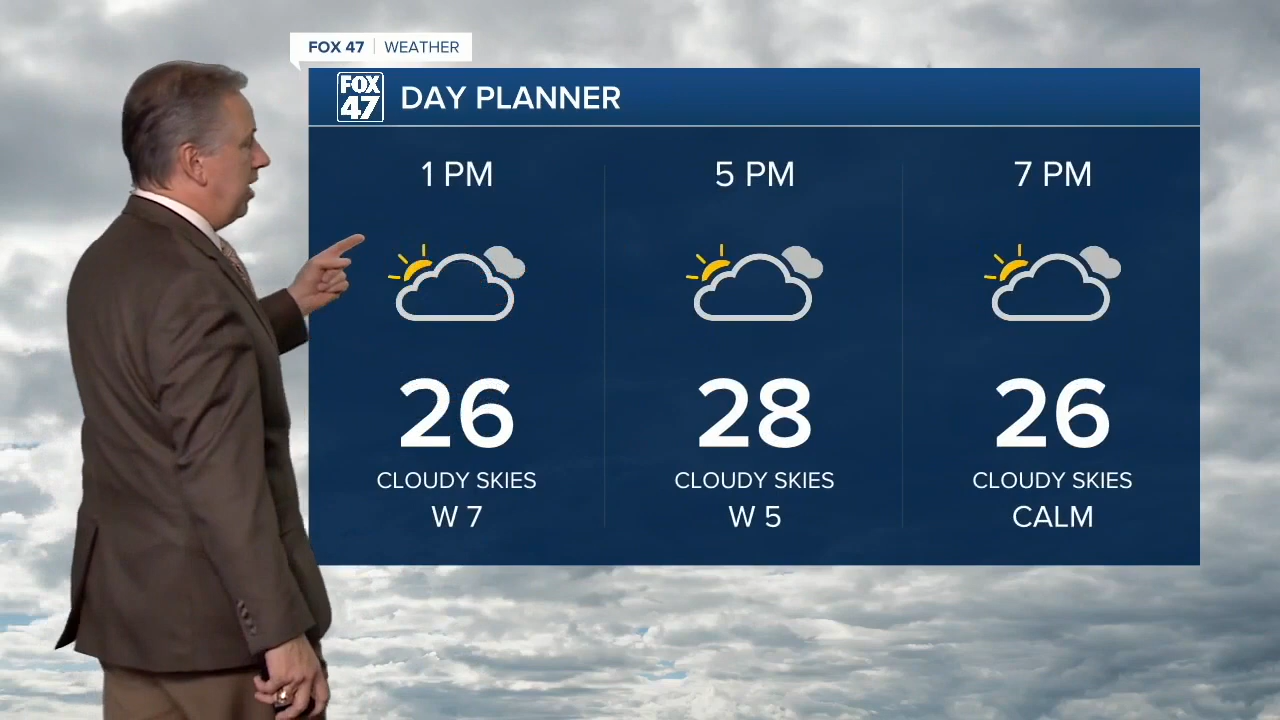 FOX 47 | WEATHER
FOX 47
DAY PLANNER
1 PM
26
CLOUDY SKIES
W 7
5 PM
28
CLOUDY SKIES
W 5
7 PM
26
CLOUDY SKIES
CALM